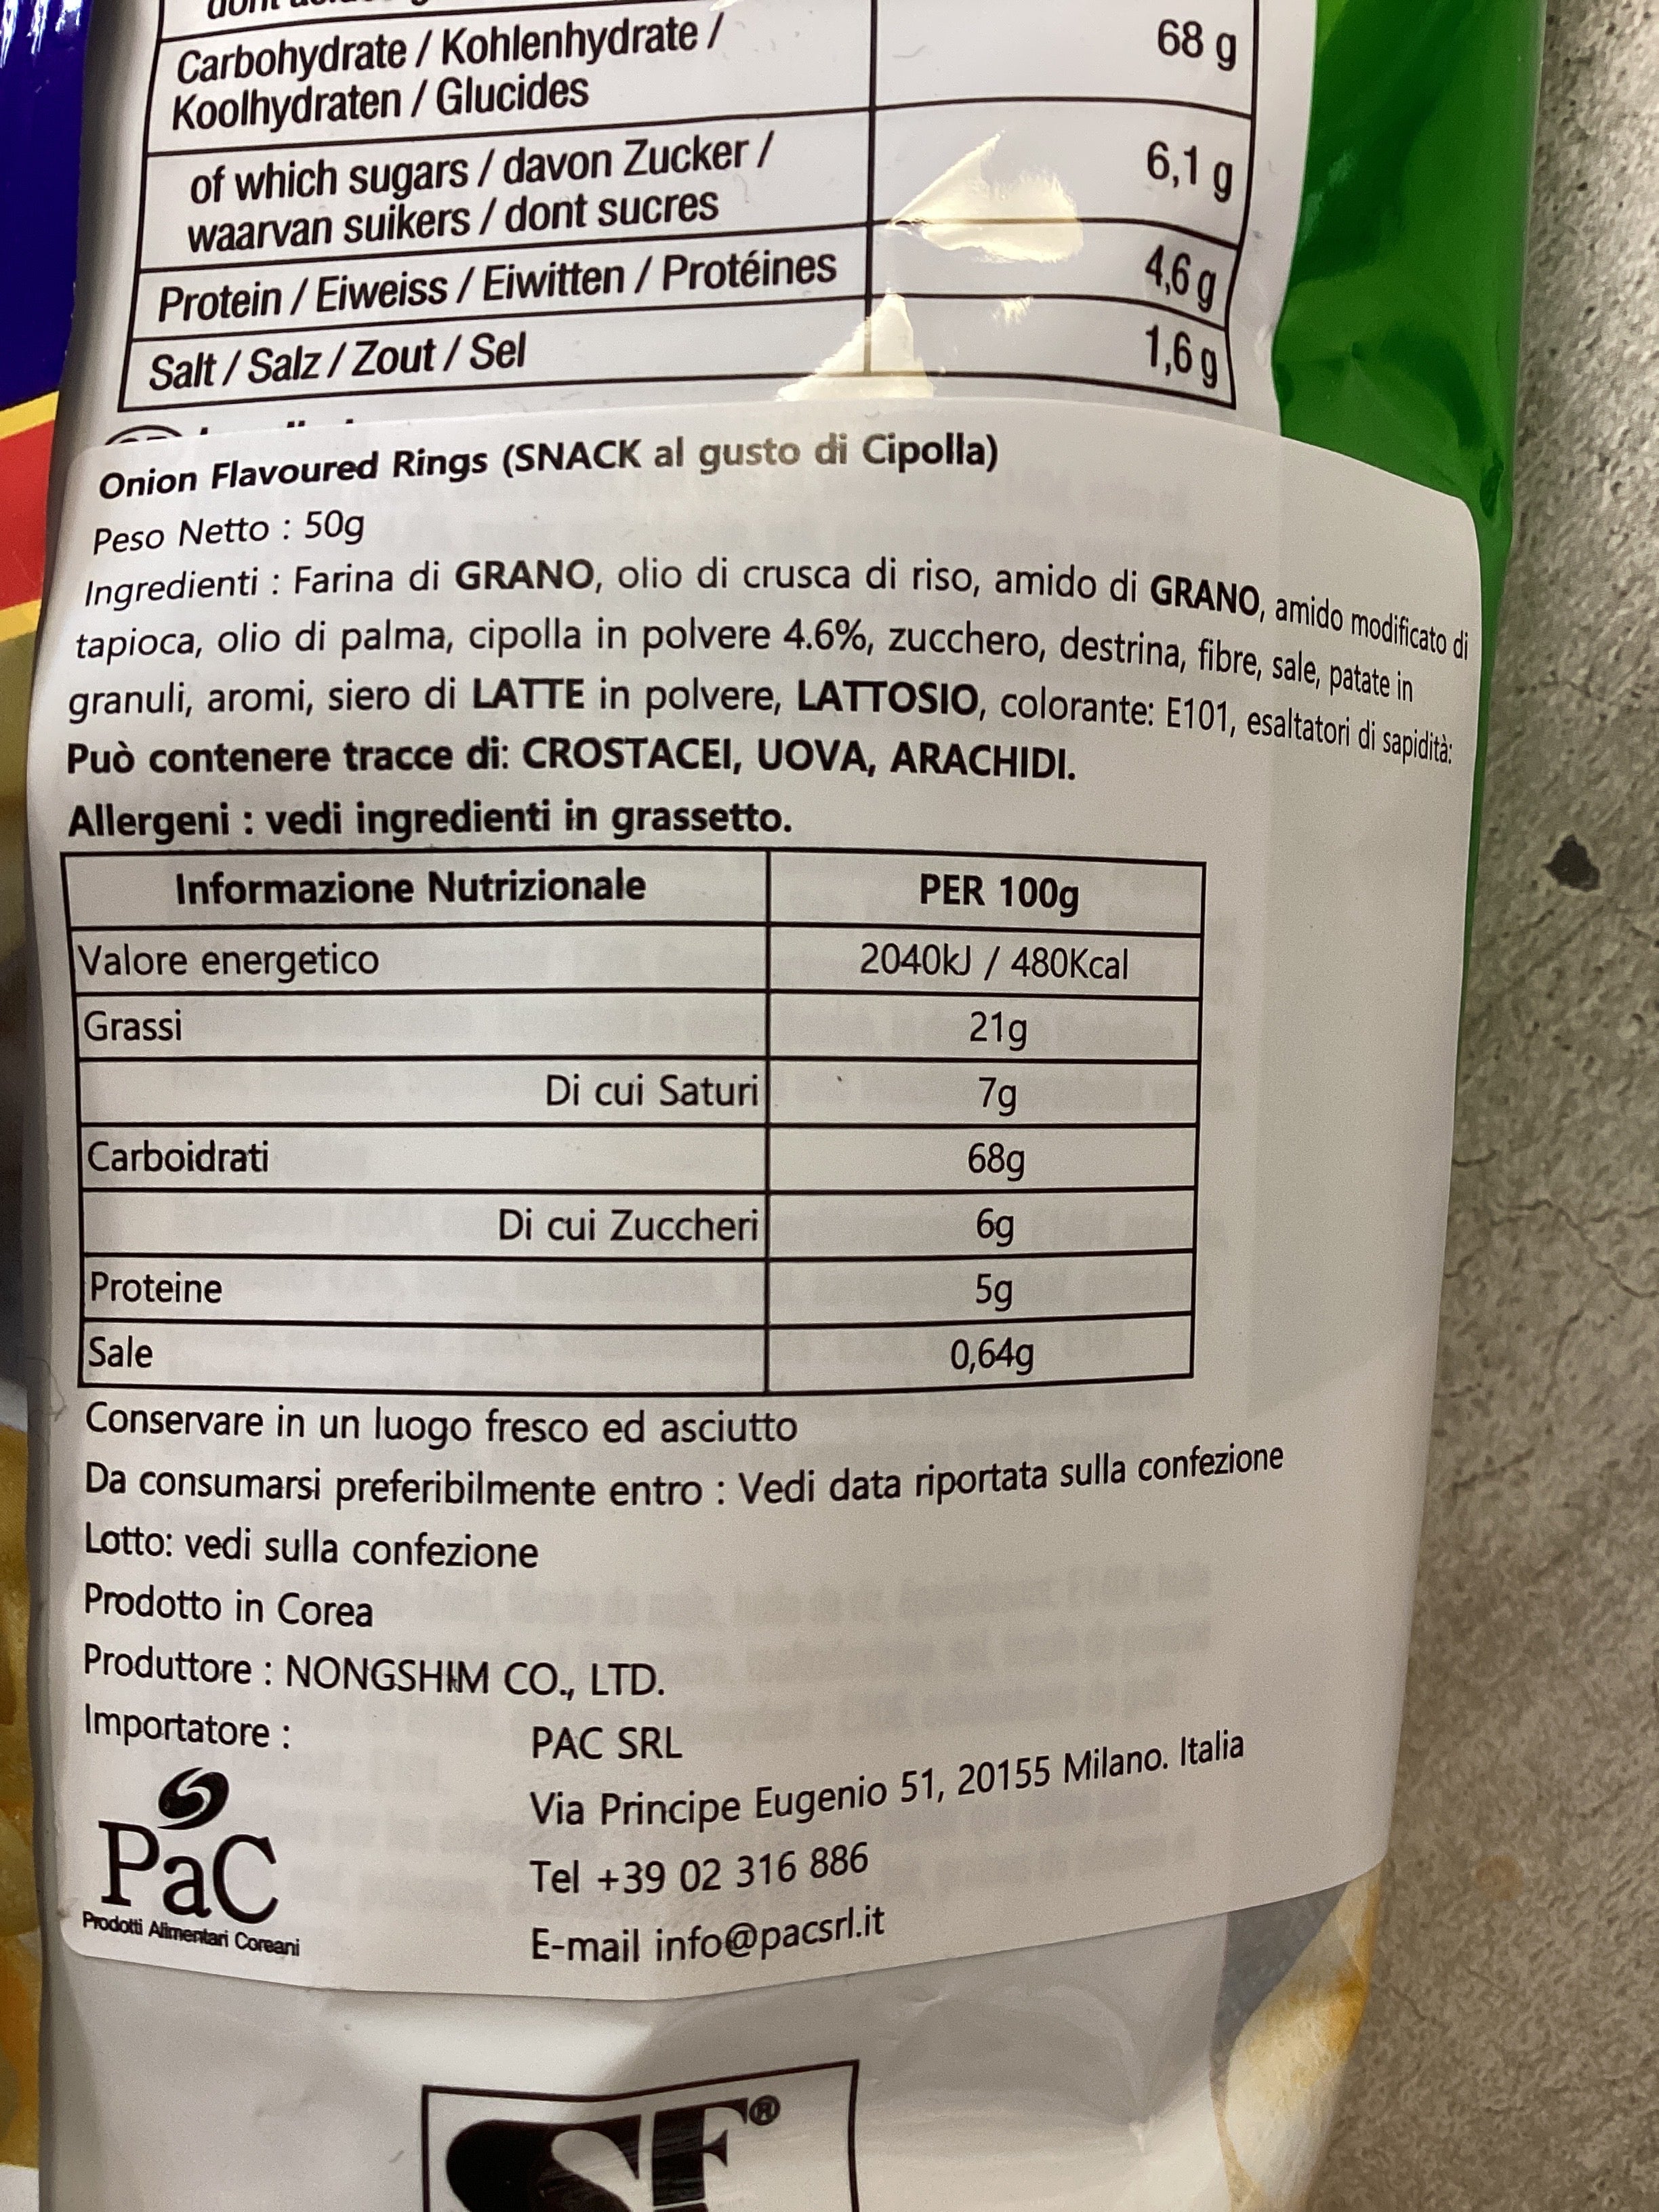 Carbohydrate / Kohlenhydrate /
Koolhydraten / Glucides
68 g
of which sugars / davon Zucker /
waarvan suikers / dont sucres
6,1 g
Protein / Eiweiss / Eiwitten / Protéines
4,6 g
Salt / Salz / Zout / Sel
1,6 g
Onion Flavoured Rings (SNACK al gusto di Cipolla)
Peso Netto : 50g
Ingredienti : Farina di GRANO, olio di crusca di riso, amido di GRANO, amido modificato di
tapioca, olio di palma, cipolla in polvere 4.6%, zucchero, destrina, fibre, sale, patate in
granuli, aromi, siero di LATTE in polvere, LATTOSIO, colorante: E101, esaltatori di sapidità:
Può contenere tracce di: CROSTACEI, UOVA, ARACHIDI.
Allergeni : vedi ingredienti in grassetto.
Informazione Nutrizionale PER 100g
Valore energetico 2040kJ / 480Kcal
Grassi 21g
Di cui Saturi 7g
Carboidrati 68g
Di cui Zuccheri 6g
Proteine 5g
Sale 0,64g
Conservare in un luogo fresco ed asciutto
Da consumarsi preferibilmente entro : Vedi data riportata sulla confezione
Lotto: vedi sulla confezione
Prodotto in Corea
Produttore : NONGSHIM CO., LTD.
Importatore : PAC SRL
Via Principe Eugenio 51, 20155 Milano. Italia
Tel +39 02 316 886
E-mail info@pacsrl.it
PaC
Prodotti Alimentari Coreani
SF®